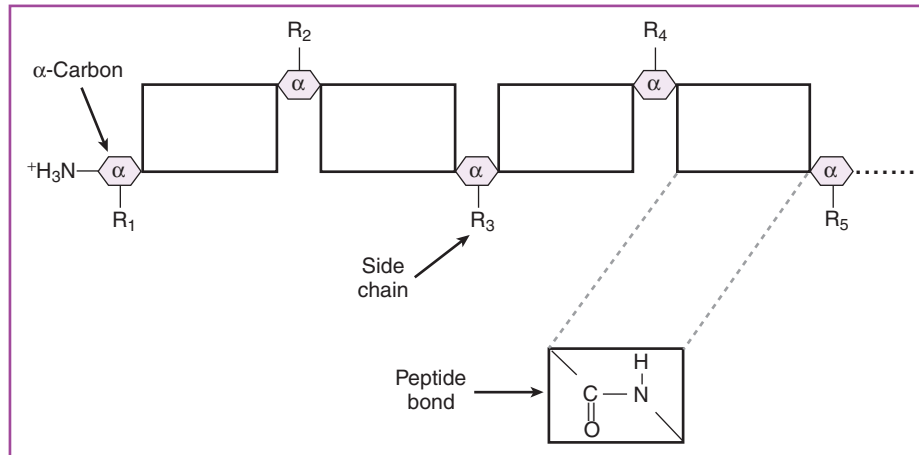 R₂
R₄
α-Carbon
α
α
⁺H₃N
α
α
α
R₁
R₃
R₅
Side
chain
H
Peptide
bond
C
N
O